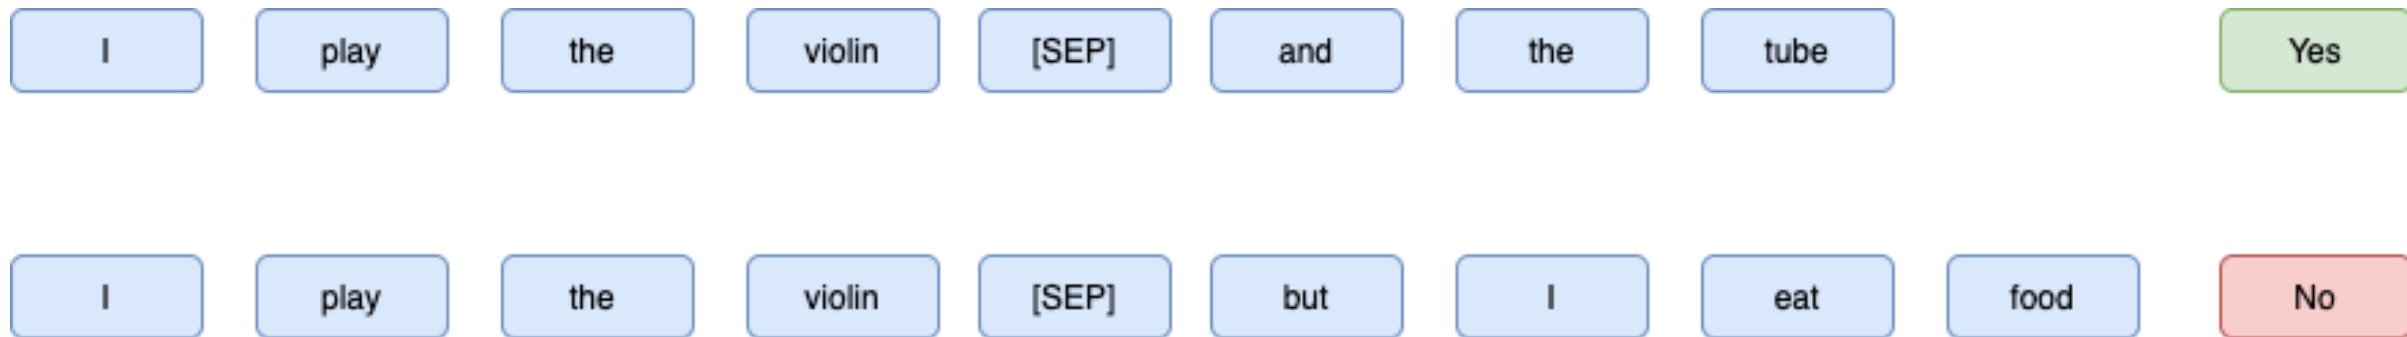 I play the violin [SEP] and the tube Yes
I play the violin [SEP] but I eat food No